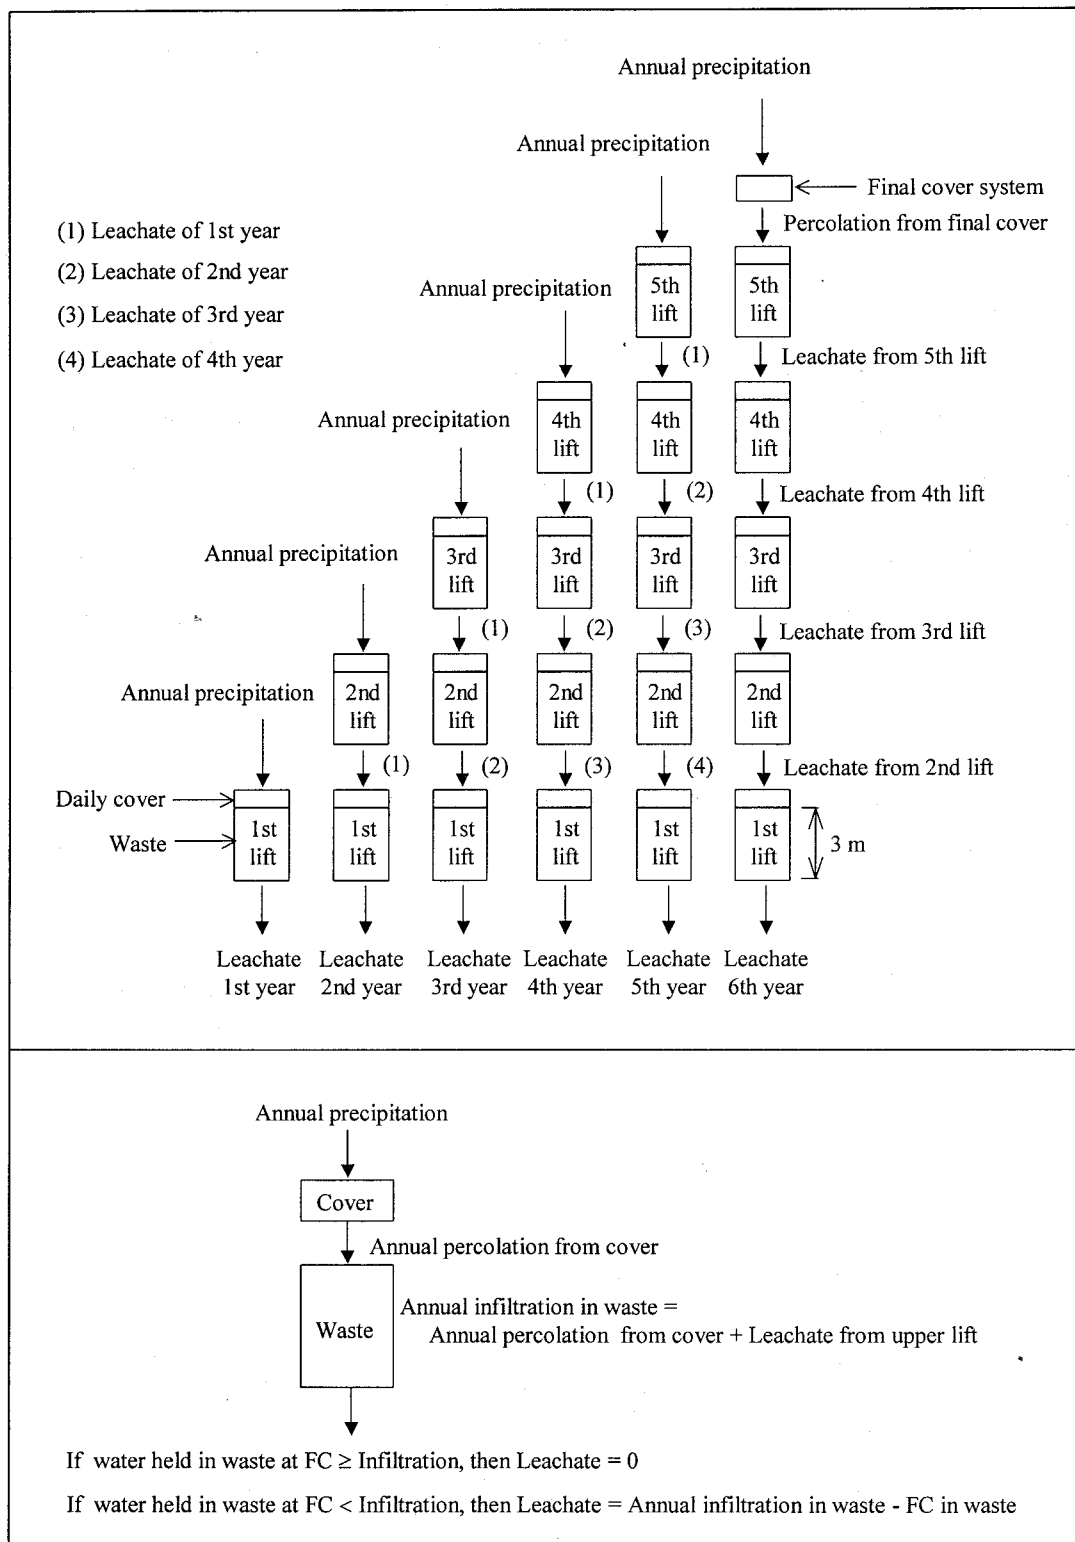 Annual precipitation
Annual precipitation
Final cover system
Percolation from final cover
(1) Leachate of 1st year
(2) Leachate of 2nd year
(3) Leachate of 3rd year
(4) Leachate of 4th year
Annual precipitation
5th
lift
5th
lift
(1)
Leachate from 5th lift
Annual precipitation
4th
lift
4th
lift
4th
lift
(1)
(2)
Leachate from 4th lift
Annual precipitation
3rd
lift
3rd
lift
3rd
lift
3rd
lift
(1)
(2)
(3)
Leachate from 3rd lift
Annual precipitation
2nd
lift
2nd
lift
2nd
lift
2nd
lift
2nd
lift
(1)
(2)
(3)
(4)
Leachate from 2nd lift
Daily cover
Waste
1st
lift
1st
lift
1st
lift
1st
lift
1st
lift
1st
lift
3 m
Leachate
1st year
Leachate
2nd year
Leachate
3rd year
Leachate
4th year
Leachate
5th year
Leachate
6th year
Annual precipitation
Cover
Annual percolation from cover
Waste
Annual infiltration in waste =
Annual percolation from cover + Leachate from upper lift
If water held in waste at FC ≥ Infiltration, then Leachate = 0
If water held in waste at FC < Infiltration, then Leachate = Annual infiltration in waste - FC in waste